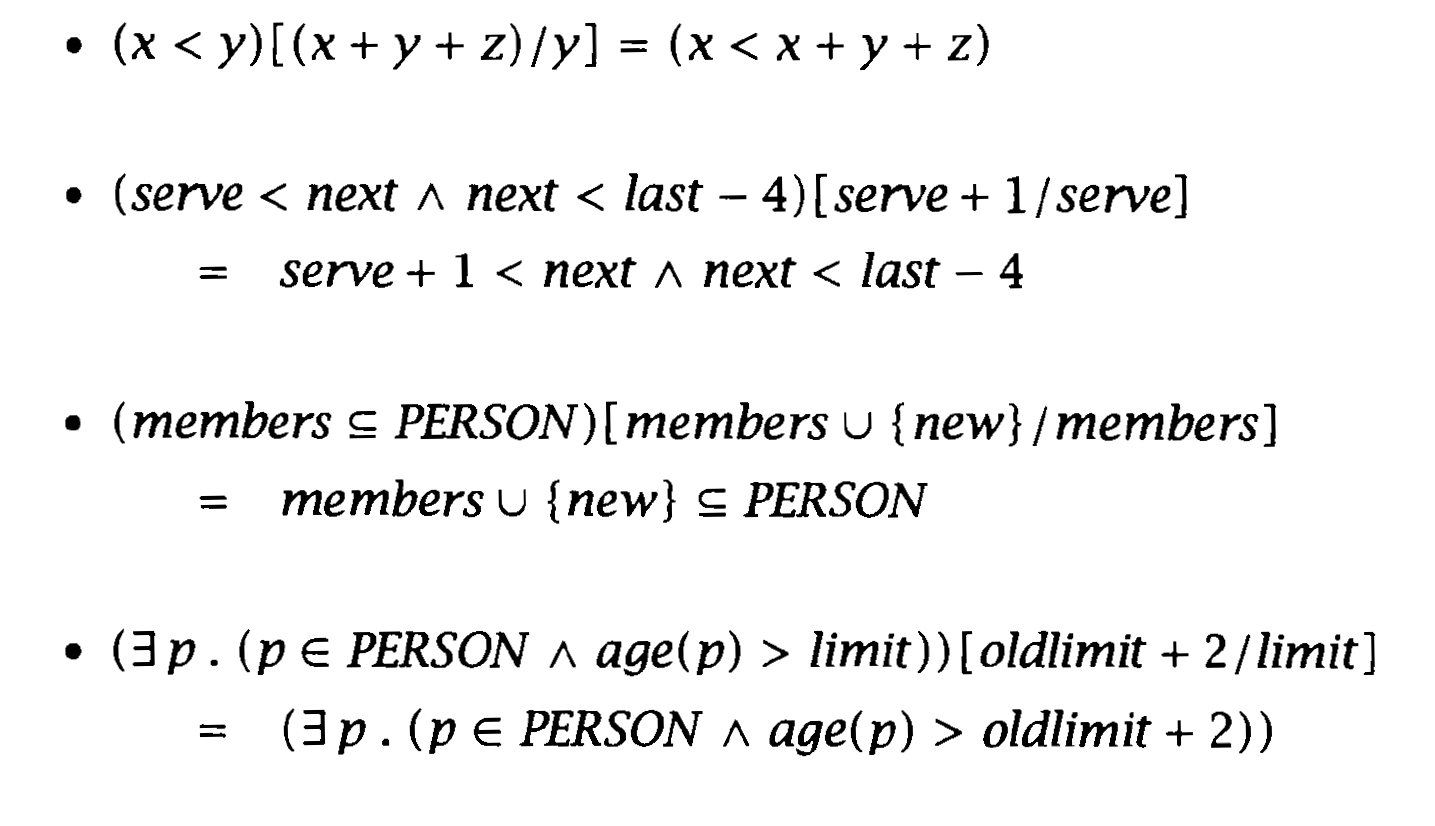 • (x < y)[(x + y + z)/y] = (x < x + y + z)
• (serve < next ∧ next < last − 4)[serve + 1/serve]
= serve + 1 < next ∧ next < last − 4
• (members ⊆ PERSON)[members ∪ {new}/members]
= members ∪ {new} ⊆ PERSON
• (∃ p . (p ∈ PERSON ∧ age(p) > limit))[oldlimit + 2/limit]
= (∃ p . (p ∈ PERSON ∧ age(p) > oldlimit + 2))